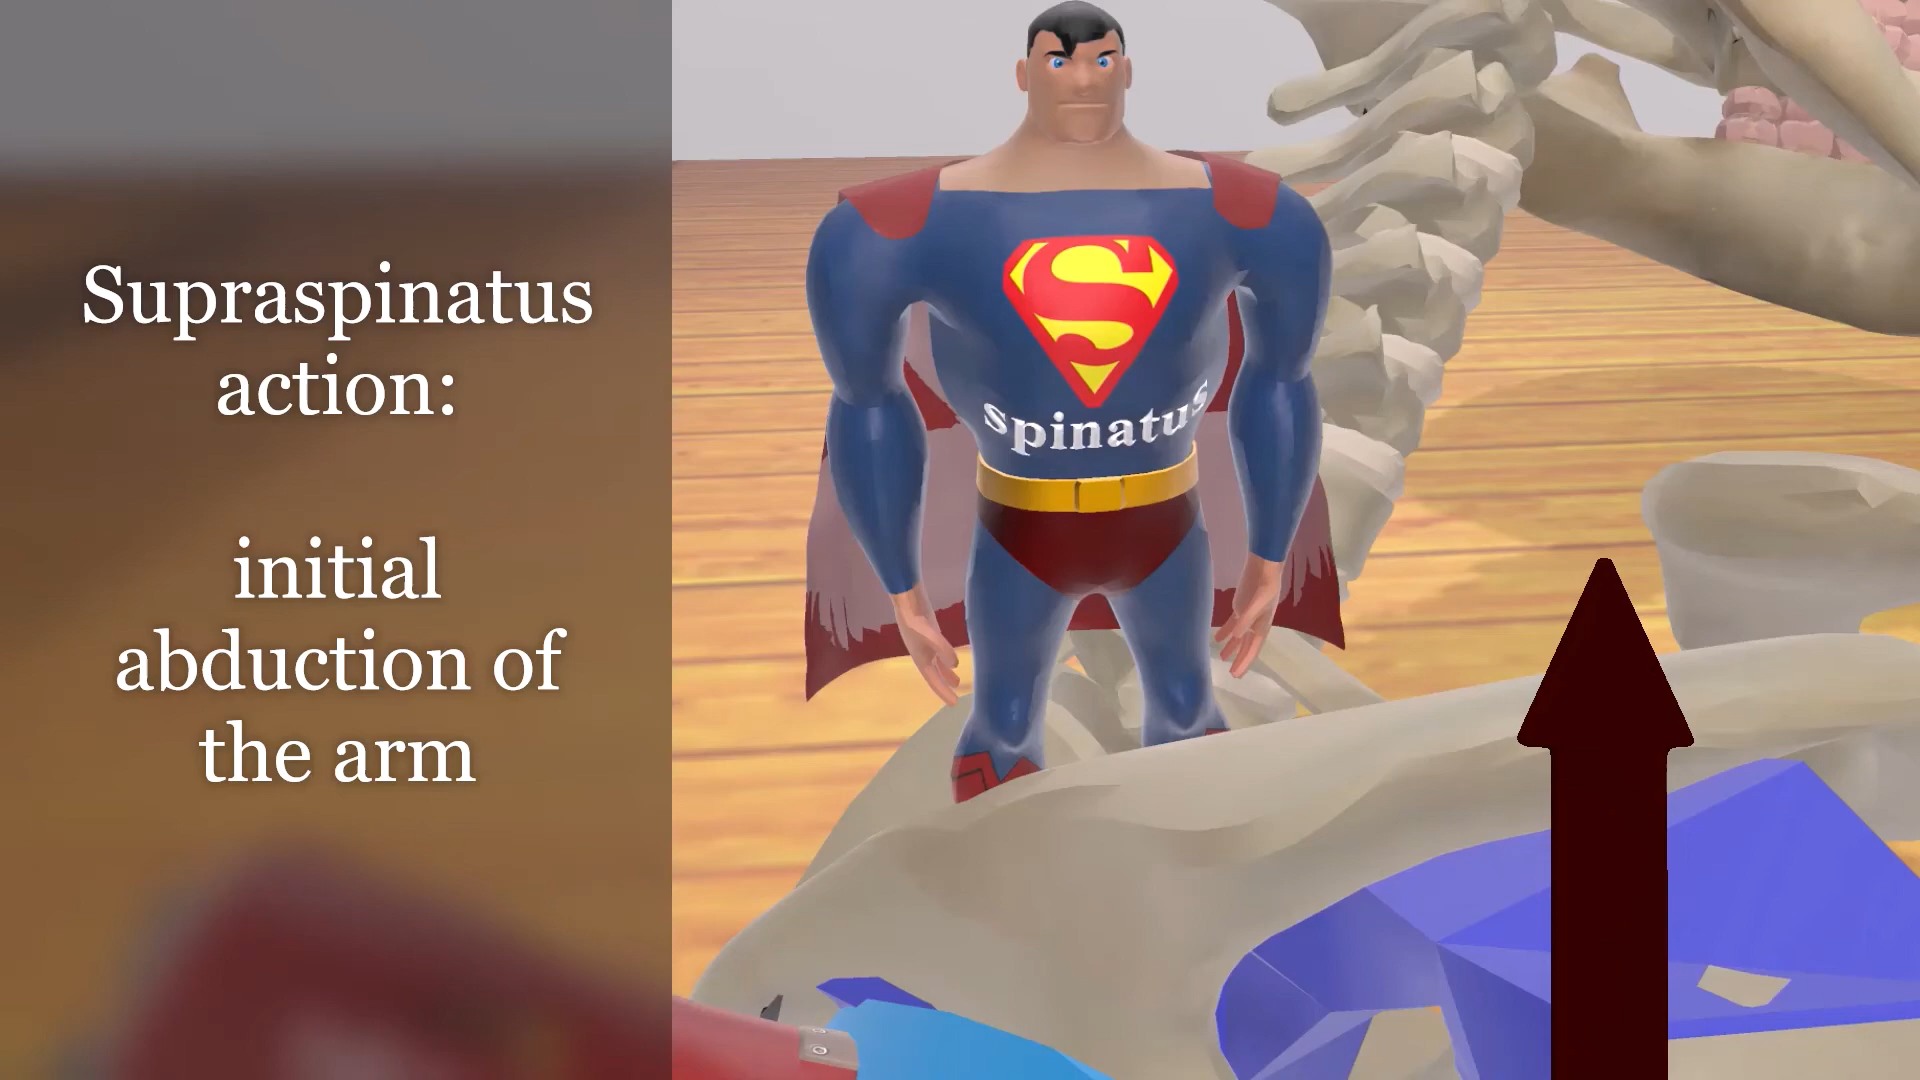 Supraspinatus
action:
initial
abduction of
the arm
S
spinatus